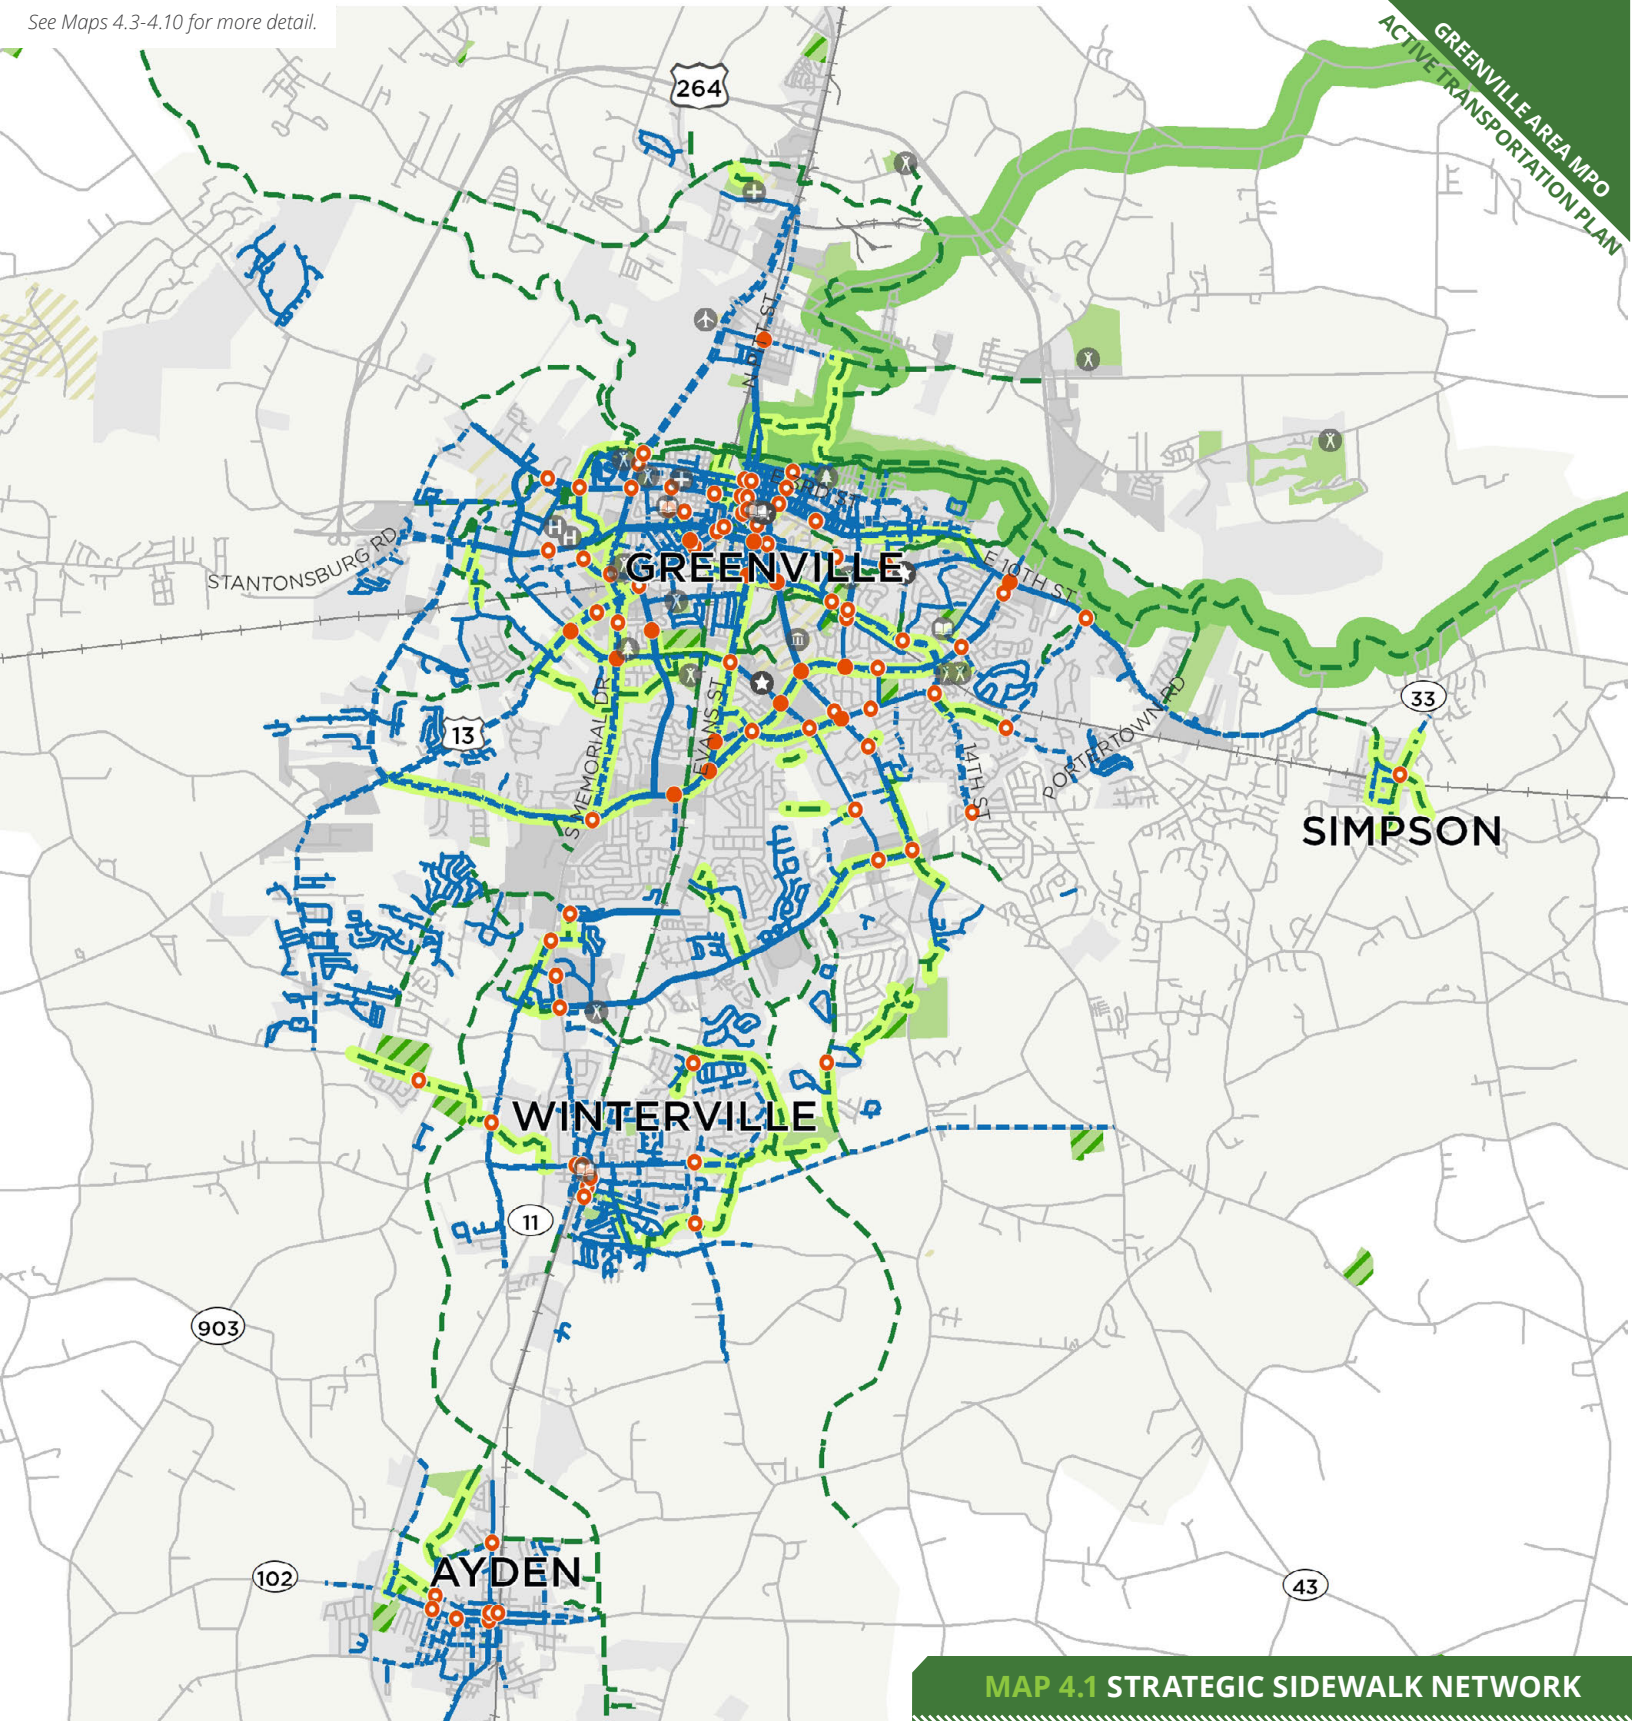 See Maps 4.3-4.10 for more detail.
GREENVILLE AREA MPO
ACTIVE TRANSPORTATION PLAN
264
N
ST
E 3RD ST
STANTONSBURG RD
GREENVILLE
E 10TH ST
H
H
33
13
S MEMORIAL DR
EVANS ST
14TH ST
PORTERTOWN RD
SIMPSON
WINTERVILLE
11
903
AYDEN
102
43
MAP 4.1 STRATEGIC SIDEWALK NETWORK